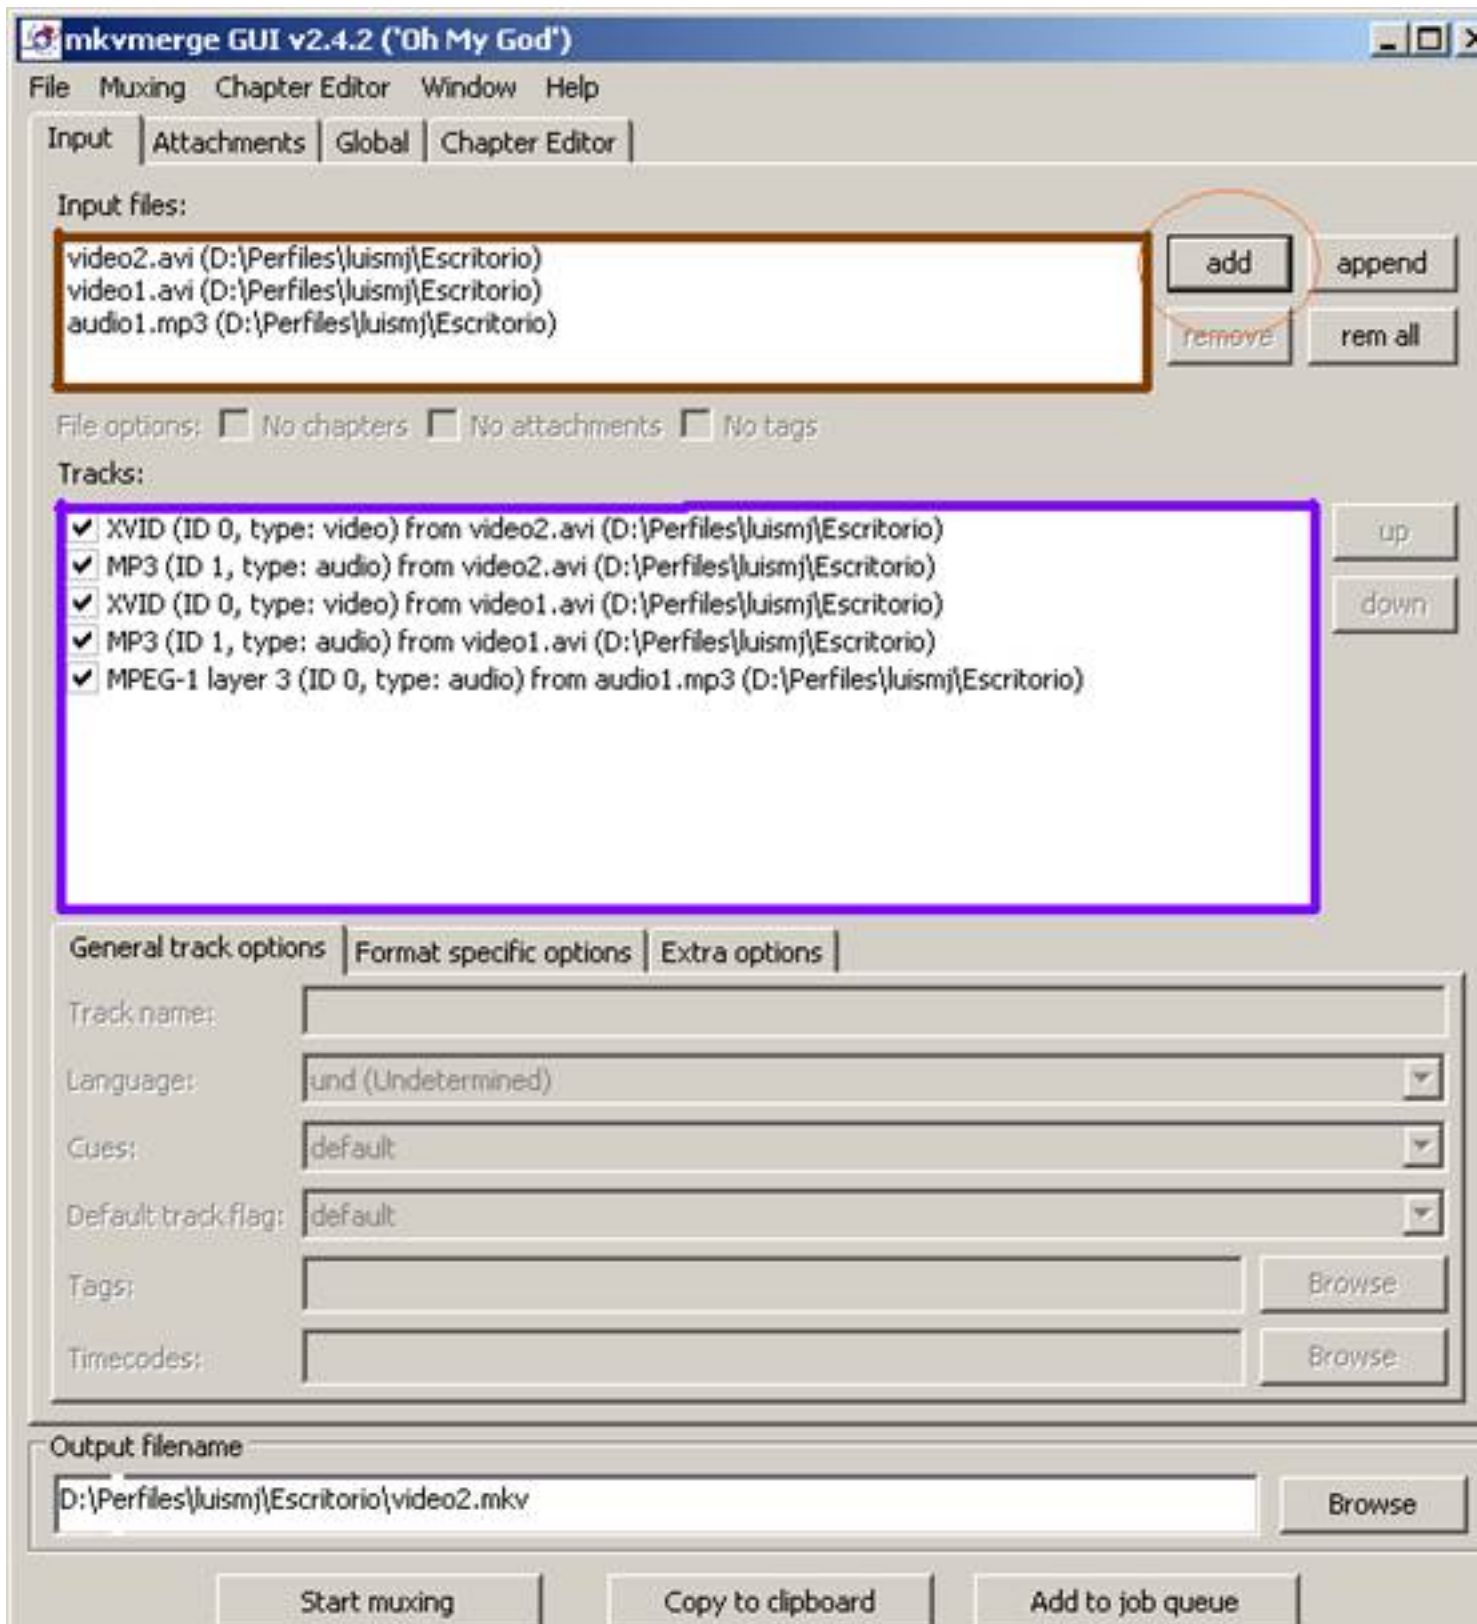 mkvmerge GUI v2.4.2 ('Oh My God')
File Muxing Chapter Editor Window Help
Input Attachments Global Chapter Editor
Input files:
video2.avi (D:\Perfiles\luismj\Escritorio)
video1.avi (D:\Perfiles\luismj\Escritorio)
audio1.mp3 (D:\Perfiles\luismj\Escritorio)
add append
remove rem all
File options: No chapters No attachments No tags
Tracks:
XVID (ID 0, type: video) from video2.avi (D:\Perfiles\luismj\Escritorio)
MP3 (ID 1, type: audio) from video2.avi (D:\Perfiles\luismj\Escritorio)
XVID (ID 0, type: video) from video1.avi (D:\Perfiles\luismj\Escritorio)
MP3 (ID 1, type: audio) from video1.avi (D:\Perfiles\luismj\Escritorio)
MPEG-1 layer 3 (ID 0, type: audio) from audio1.mp3 (D:\Perfiles\luismj\Escritorio)
up
down
General track options Format specific options Extra options
Track name:
Language: und (Undetermined)
Cues: default
Default track flag: default
Tags: Browse
Timecodes: Browse
Output filename
D:\Perfiles\luismj\Escritorio\video2.mkv Browse
Start muxing Copy to clipboard Add to job queue